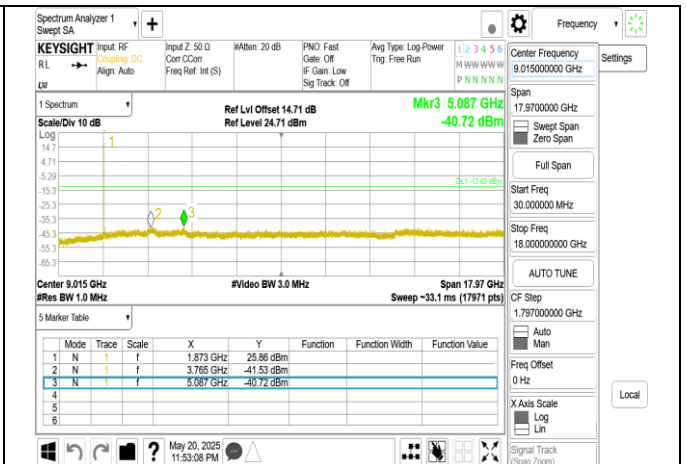 Spectrum Analyzer 1
Swept SA
+
Frequency
KEYSIGHT
Input: RF
Input Z: 50 Ω
#Atten: 20 dB
PNO: Fast
Avg Type: Log-Power
1 2 3 4 5 6
RL
Coupling: DC
Corr CCorr
Gate: Off
Trig: Free Run
M W W W W W
Align: Auto
Freq Ref: Int (S)
IF Gain: Low
Sig Track: Off
P N N N N N
LXI
1 Spectrum
Ref Lvl Offset 14.71 dB
Mkr3 5.087 GHz
Scale/Div 10 dB
Ref Level 24.71 dBm
-40.72 dBm
Log
1
14.7
4.71
-5.29
DL1 -13.00 dBm
-15.3
-25.3
2
3
-35.3
-45.3
-55.3
-65.3
Center 9.015 GHz
#Video BW 3.0 MHz
Span 17.97 GHz
#Res BW 1.0 MHz
Sweep ~33.1 ms (17971 pts)
5 Marker Table
Mode Trace Scale X Y Function Function Width Function Value
1 N 1 f 1.873 GHz 25.86 dBm
2 N 1 f 3.765 GHz -41.53 dBm
3 N 1 f 5.087 GHz -40.72 dBm
4
5
6
?
May 20, 2025
11:53:08 PM
Center Frequency
9.015000000 GHz
Settings
Span
17.9700000 GHz
Swept Span
Zero Span
Full Span
Start Freq
30.000000 MHz
Stop Freq
18.000000000 GHz
AUTO TUNE
CF Step
1.797000000 GHz
Auto
Man
Freq Offset
0 Hz
Local
X Axis Scale
Log
Lin
Signal Track
(Span Zoom)